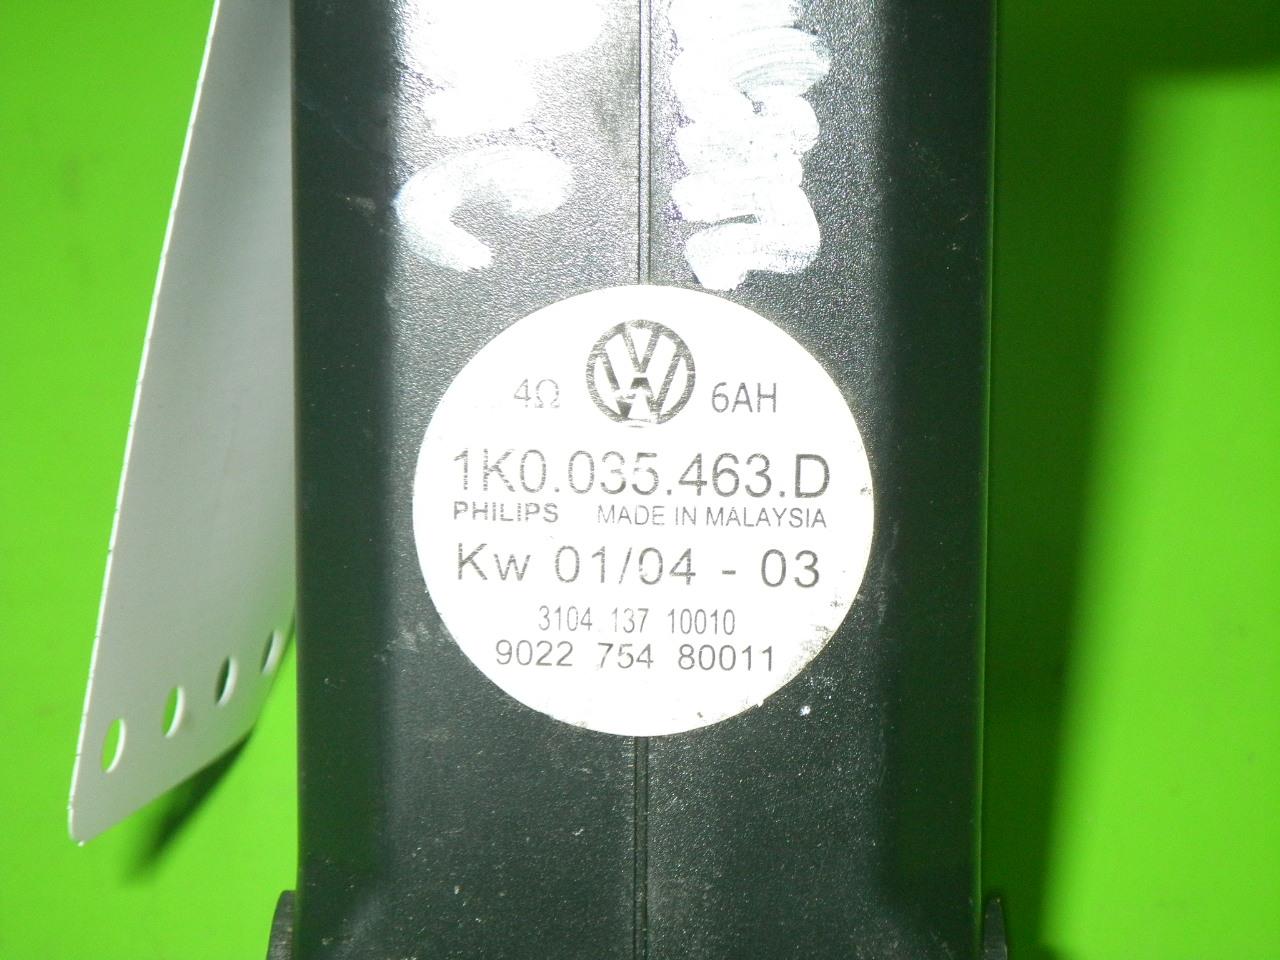 4Ω 6AH
1K0.035.463.D
PHILIPS MADE IN MALAYSIA
Kw 01/04 - 03
3104 137 10010
9022 754 80011